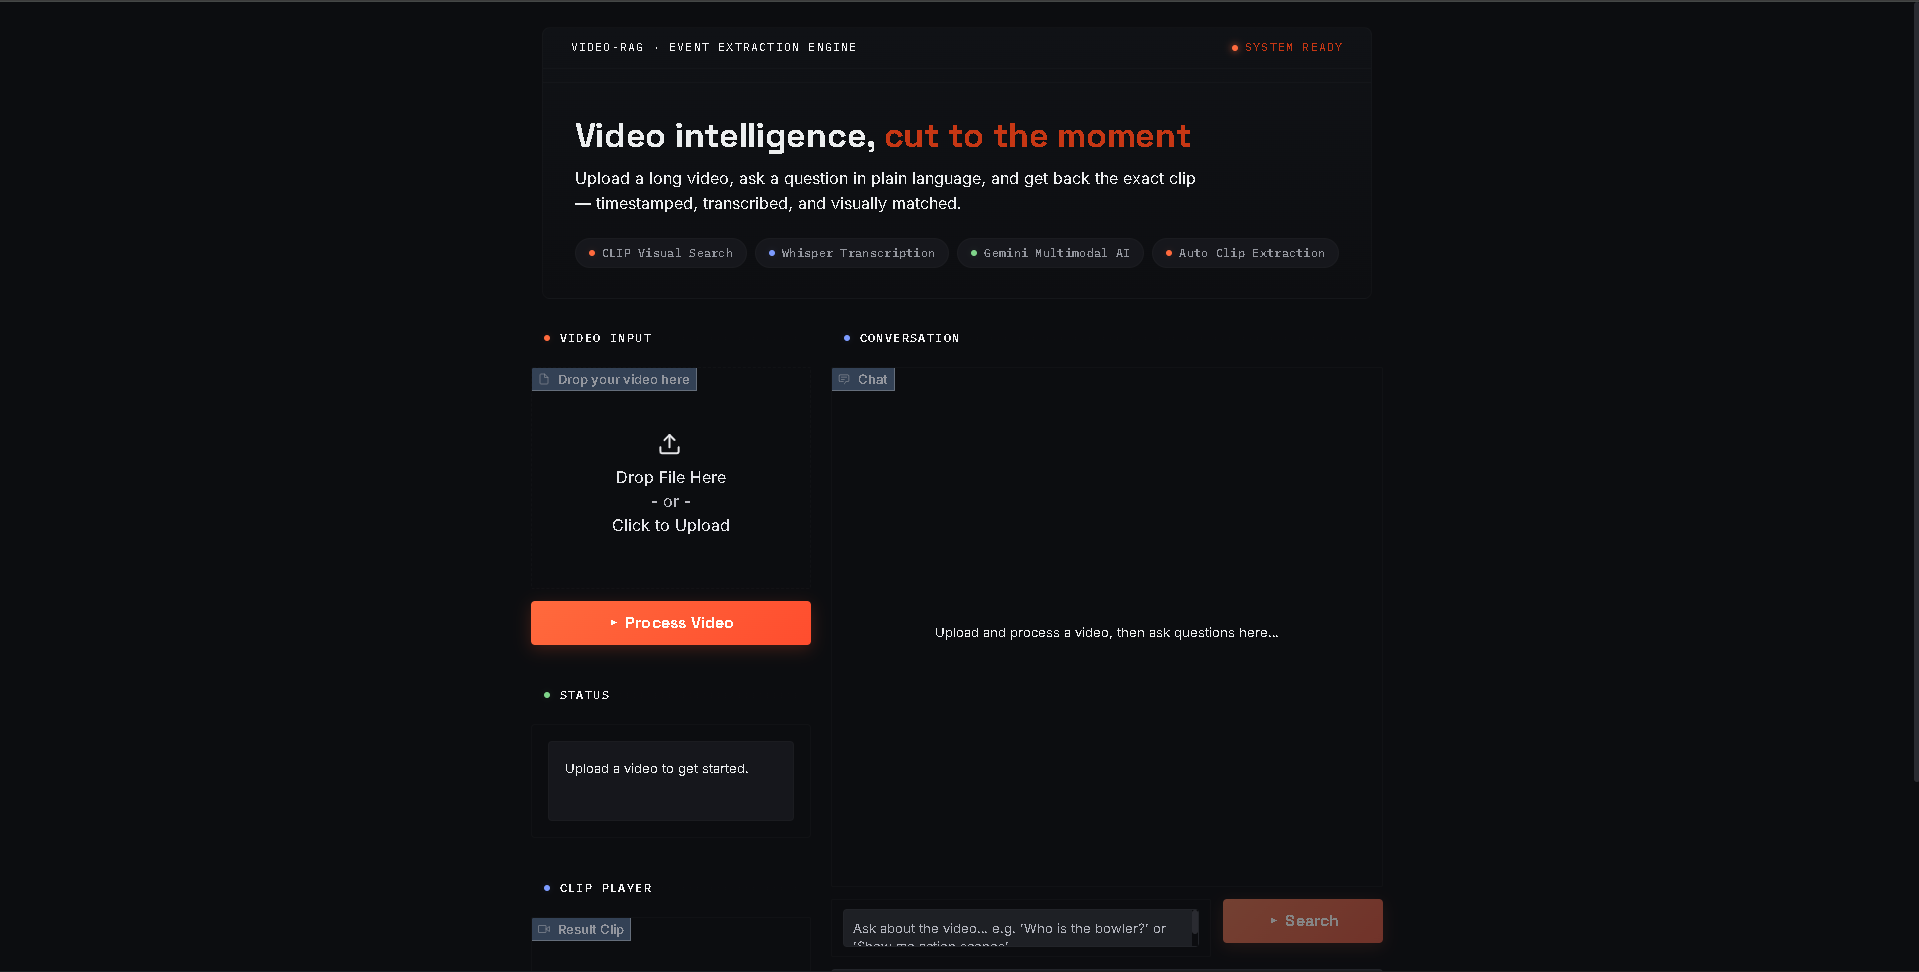 VIDEO-RAG · EVENT EXTRACTION ENGINE
SYSTEM READY
Video intelligence, cut to the moment
Upload a long video, ask a question in plain language, and get back the exact clip
— timestamped, transcribed, and visually matched.
CLIP Visual Search
Whisper Transcription
Gemini Multimodal AI
Auto Clip Extraction
VIDEO INPUT
Drop your video here
Drop File Here
- or -
Click to Upload
Process Video
STATUS
Upload a video to get started.
CLIP PLAYER
Result Clip
CONVERSATION
Chat
Upload and process a video, then ask questions here...
Ask about the video... e.g. 'Who is the bowler?' or
'Show me action scenes'
Search